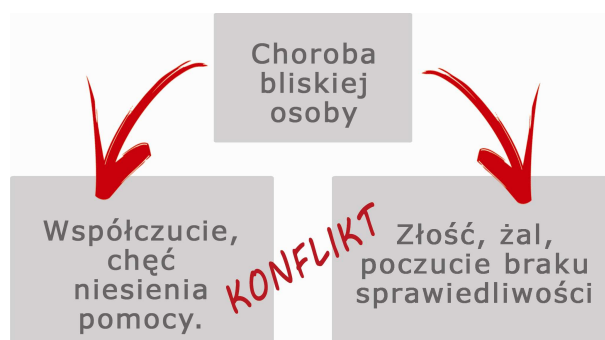 Choroba
bliskiej
osoby
Współczucie,
chęć
niesienia
pomocy.
KONFLIKT
Złość, żal,
poczucie braku
sprawiedliwości